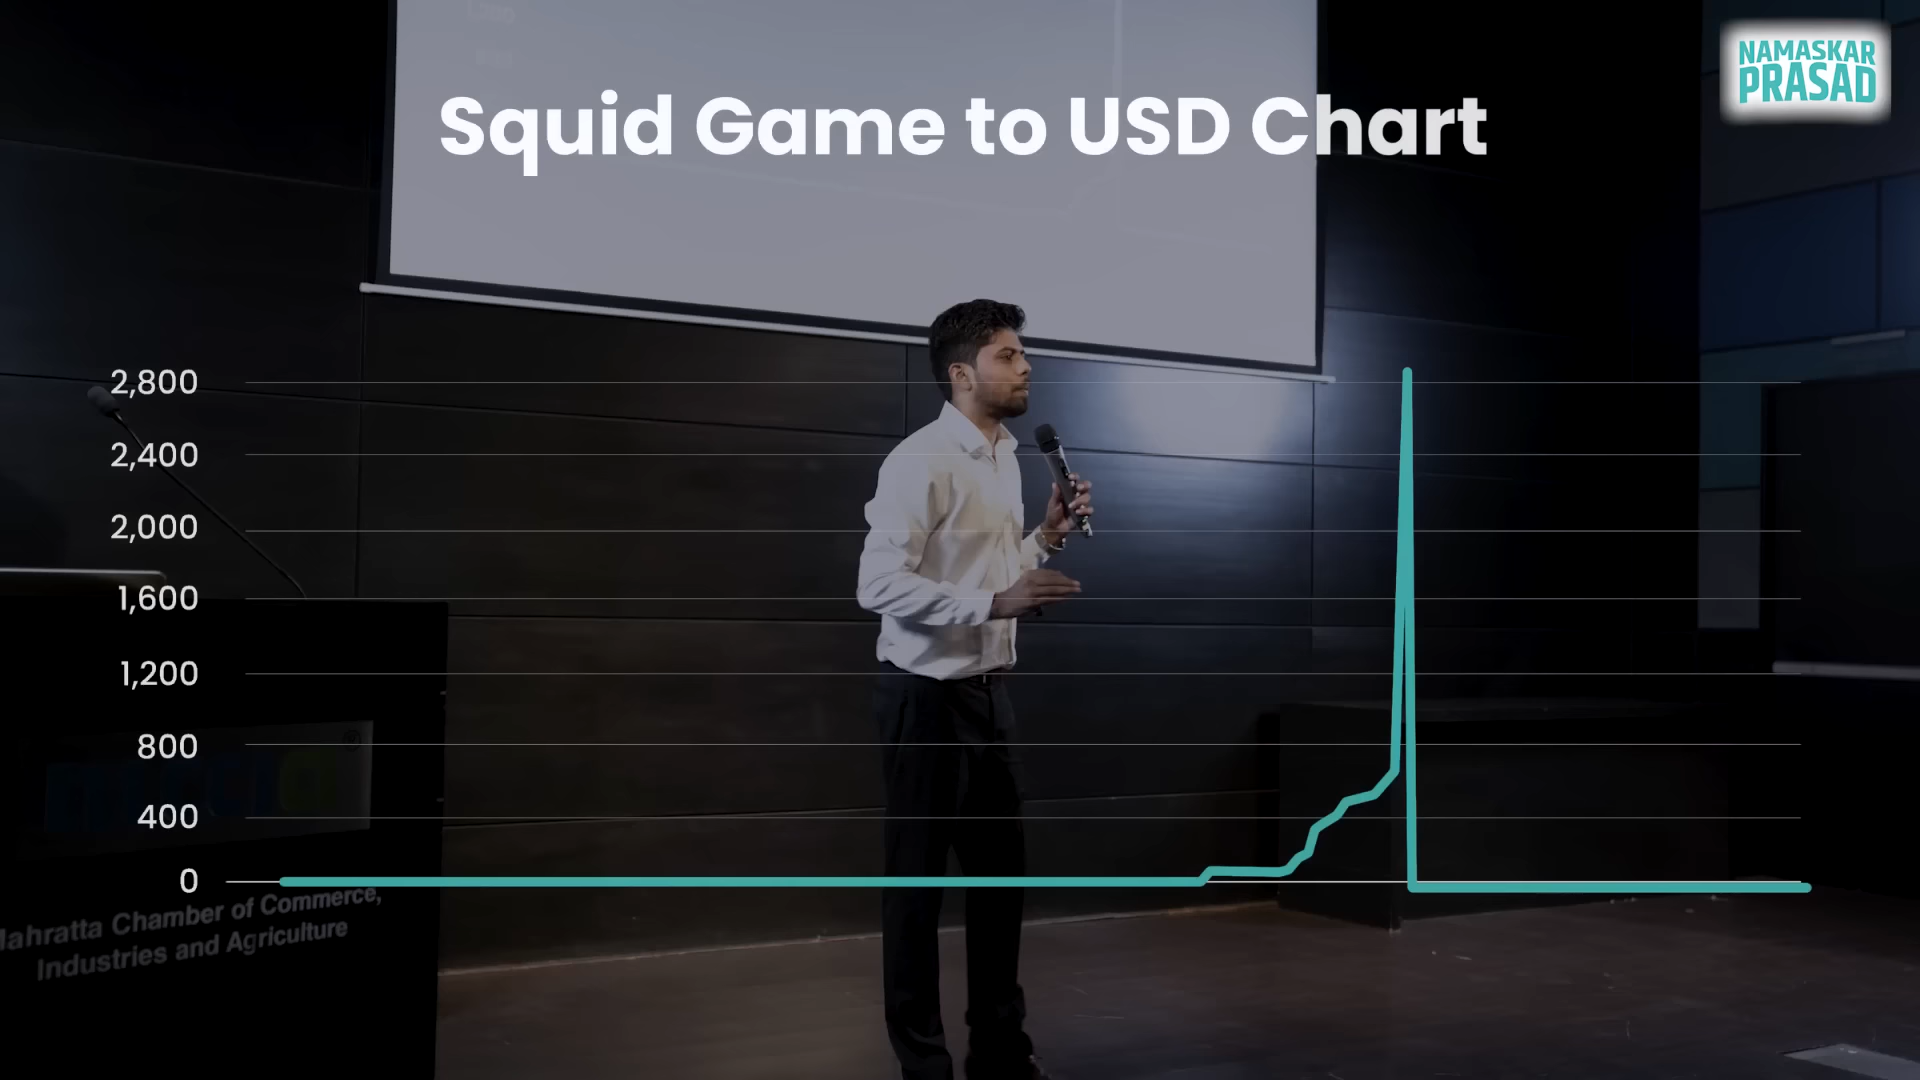 NAMASKAR
PRASAD
Squid Game to USD Chart
2,800
2,400
2,000
1,600
1,200
800
400
0
Mahratta Chamber of Commerce,
Industries and Agriculture